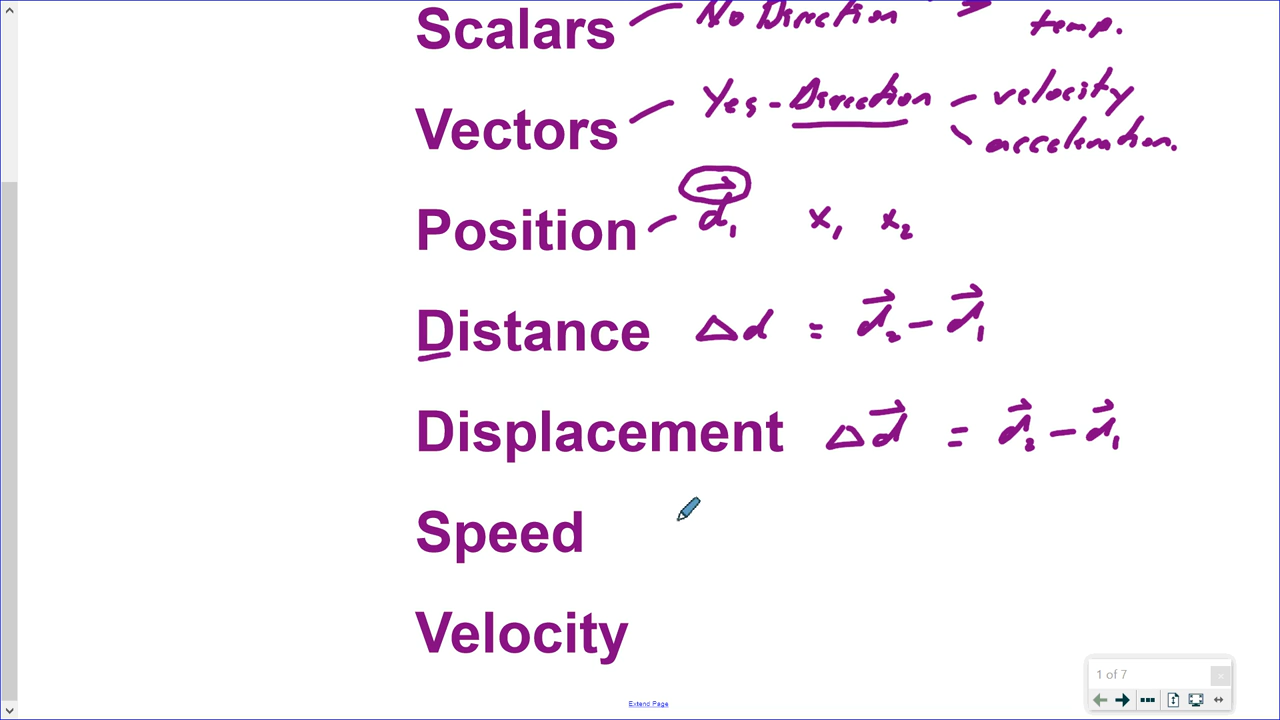 Scalars No Direction temp.
Vectors Yes - Direction velocity
acceleration.
Position d⃗₁ x₁ x₂
Distance Δd = d⃗₂ - d⃗₁
Displacement Δd⃗ = d⃗₂ - d⃗₁
Speed
Velocity
1 of 7
Extend Page